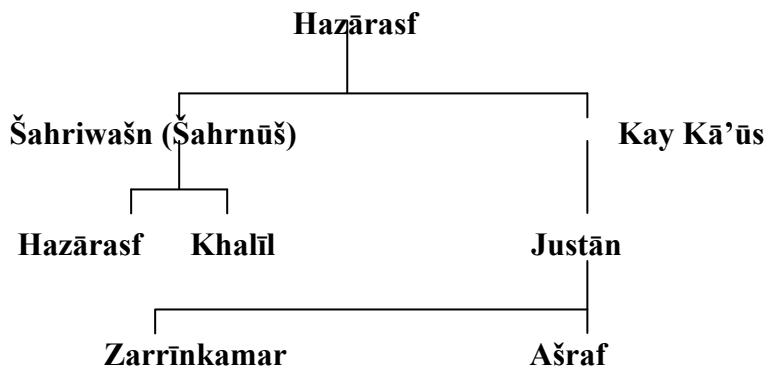 Hazārasf
Šahriwašn (Šahrnūš) Kay Kā’ūs
Hazārasf Khalīl Justān
Zarrīnkamar Ašraf